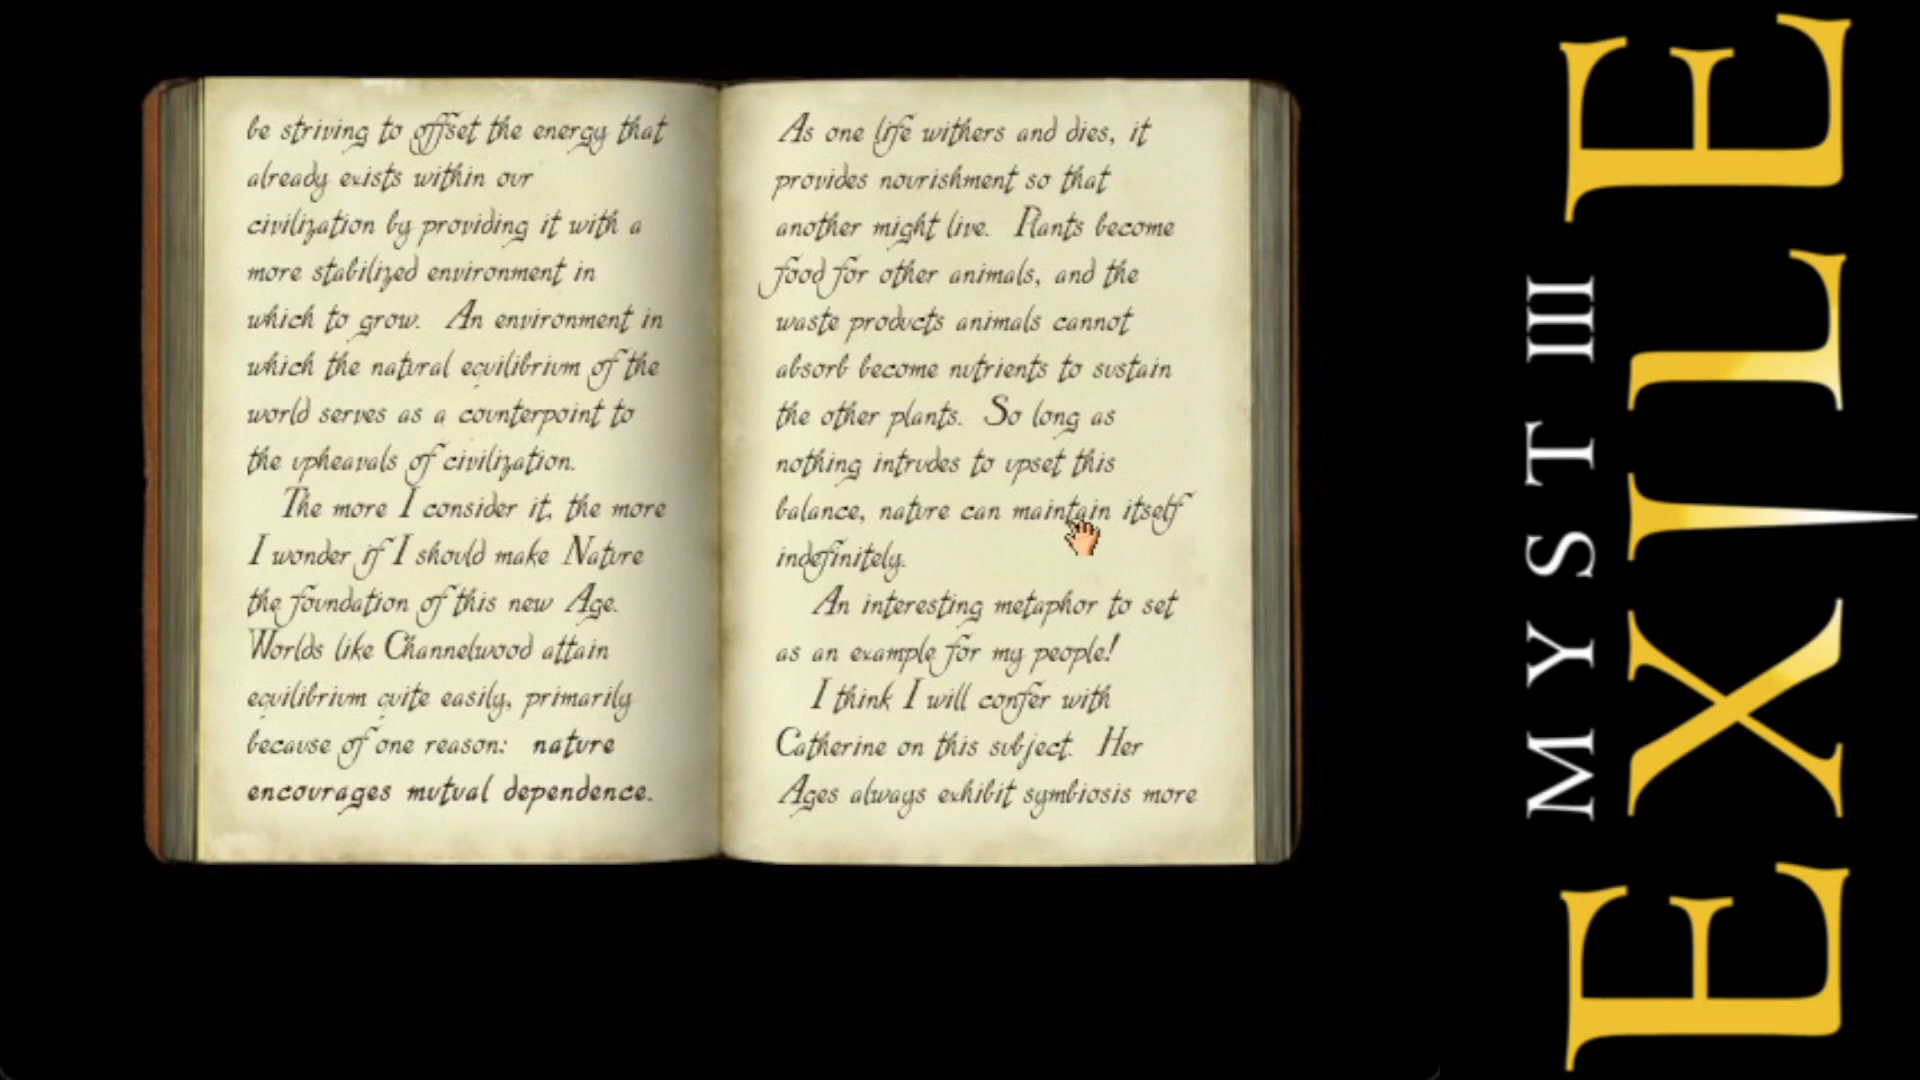 be striving to offset the energy that
already exists within our
civilization by providing it with a
more stabilized environment in
which to grow. An environment in
which the natural equilibrium of the
world serves as a counterpoint to
the upheavals of civilization.
The more I consider it, the more
I wonder if I should make Nature
the foundation of this new Age.
Worlds like Channelwood attain
equilibrium quite easily, primarily
because of one reason: nature
encourages mutual dependence.
As one life withers and dies, it
provides nourishment so that
another might live. Plants become
food for other animals, and the
waste products animals cannot
absorb become nutrients to sustain
the other plants. So long as
nothing intrudes to upset this
balance, nature can maintain itself
indefinitely.
An interesting metaphor to set
as an example for my people!
I think I will confer with
Catherine on this subject. Her
Ages always exhibit symbiosis more
MYST III
EXILE